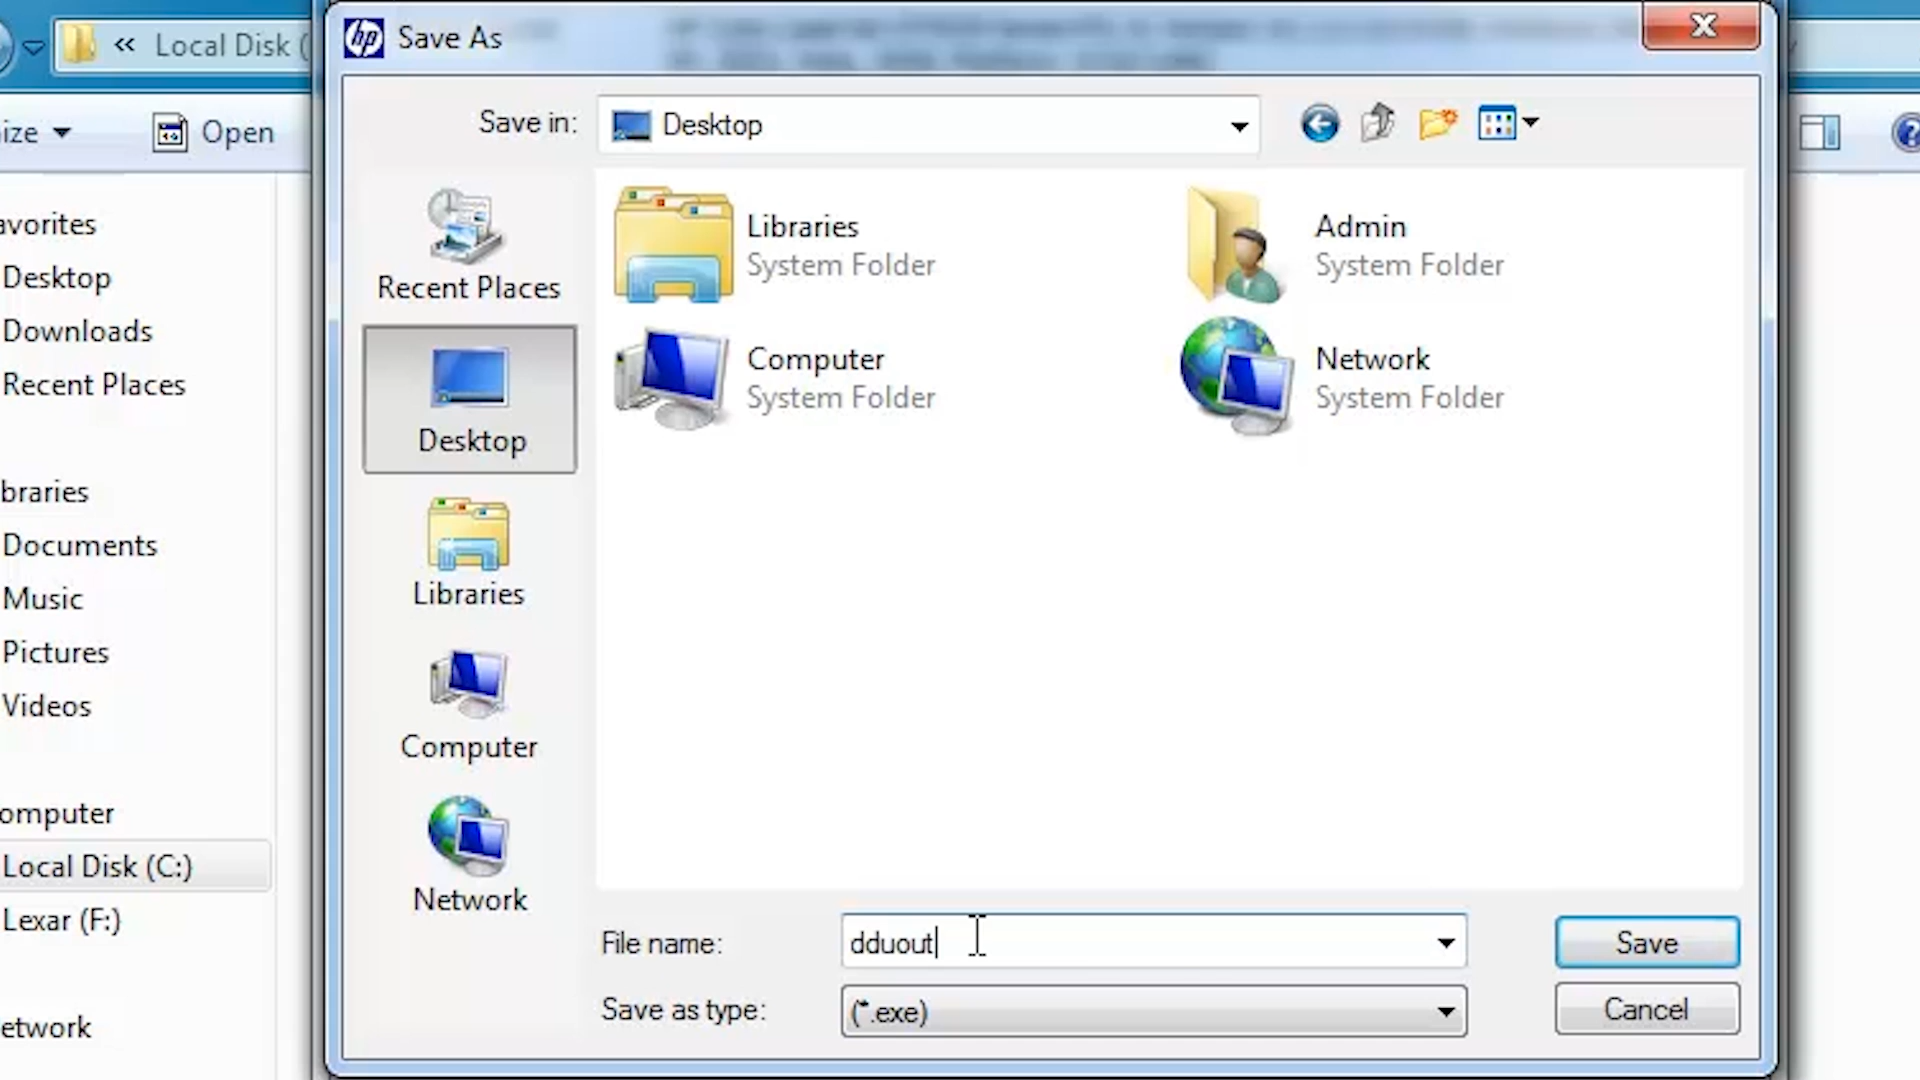 Local Disk (
Save As
ize
Open
Save in:
Desktop
avorites
Desktop
Downloads
Recent Places
braries
Documents
Music
Pictures
Videos
omputer
Local Disk (C:)
Lexar (F:)
etwork
Recent Places
Desktop
Libraries
Computer
Network
Libraries
System Folder
Admin
System Folder
Computer
System Folder
Network
System Folder
File name:
dduout
Save
Save as type:
(*.exe)
Cancel
hp